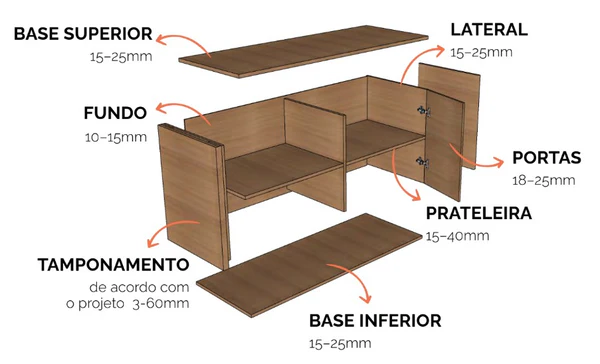 BASE SUPERIOR
15–25mm
LATERAL
15–25mm
FUNDO
10–15mm
PORTAS
18–25mm
PRATELEIRA
15–40mm
TAMPONAMENTO
de acordo com
o projeto 3-60mm
BASE INFERIOR
15–25mm